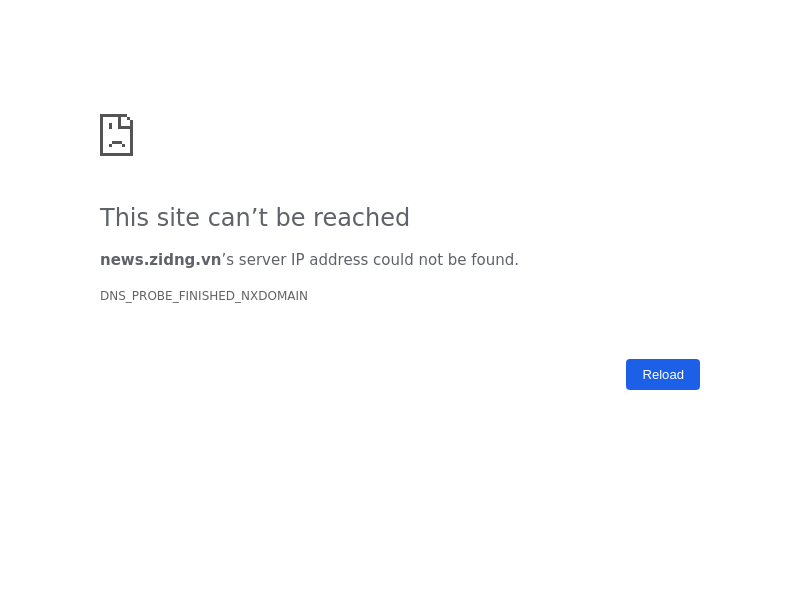 This site can’t be reached
news.zidng.vn’s server IP address could not be found.
DNS_PROBE_FINISHED_NXDOMAIN
Reload